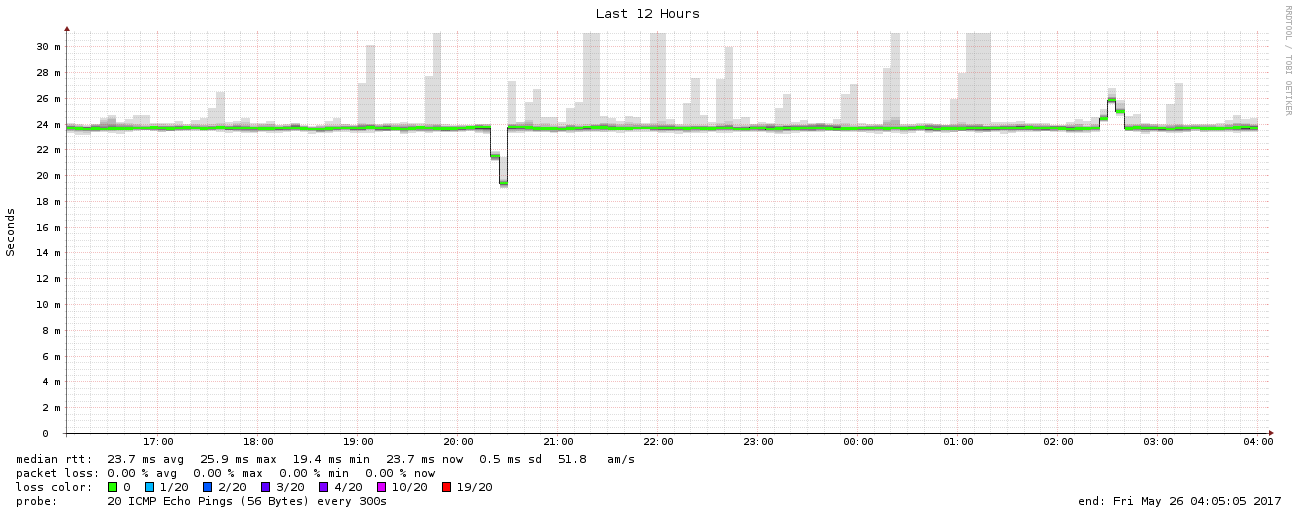 Last 12 Hours
RRDTOOL / TOBI OETIKER
Seconds
30 m
28 m
26 m
24 m
22 m
20 m
18 m
16 m
14 m
12 m
10 m
8 m
6 m
4 m
2 m
0
17:00 18:00 19:00 20:00 21:00 22:00 23:00 00:00 01:00 02:00 03:00 04:00
median rtt: 23.7 ms avg 25.9 ms max 19.4 ms min 23.7 ms now 0.5 ms sd 51.8 am/s
packet loss: 0.00 % avg 0.00 % max 0.00 % min 0.00 % now
loss color: 0 1/20 2/20 3/20 4/20 10/20 19/20
probe: 20 ICMP Echo Pings (56 Bytes) every 300s end: Fri May 26 04:05:05 2017